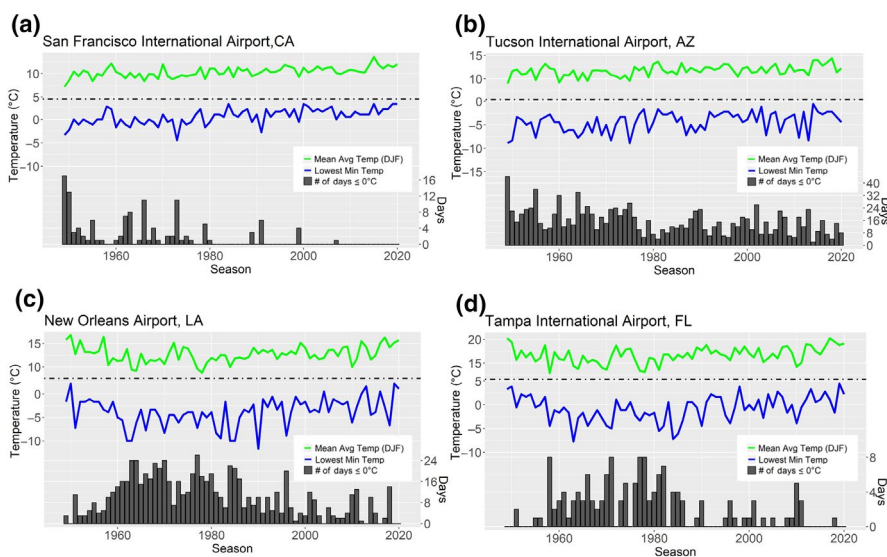 (a)
San Francisco International Airport,CA
Temperature (°C)
10
5
0
−5
−10
Mean Avg Temp (DJF)
Lowest Min Temp
# of days ≤ 0°C
16
12
8
4
0
Days
1960
1980
2000
2020
Season
(b)
Tucson International Airport, AZ
Temperature (°C)
15
10
0
−5
−10
−15
Mean Avg Temp (DJF)
Lowest Min Temp
# of days ≤ 0°C
40
32
24
16
8
0
Days
1960
1980
2000
2020
Season
(c)
New Orleans Airport, LA
Temperature (°C)
15
10
0
−5
−10
Mean Avg Temp (DJF)
Lowest Min Temp
# of days ≤ 0°C
24
16
8
0
Days
1960
1980
2000
2020
Season
(d)
Tampa International Airport, FL
Temperature (°C)
20
15
10
5
0
−5
−10
Mean Avg Temp (DJF)
Lowest Min Temp
# of days ≤ 0°C
8
4
0
Days
1960
1980
2000
2020
Season